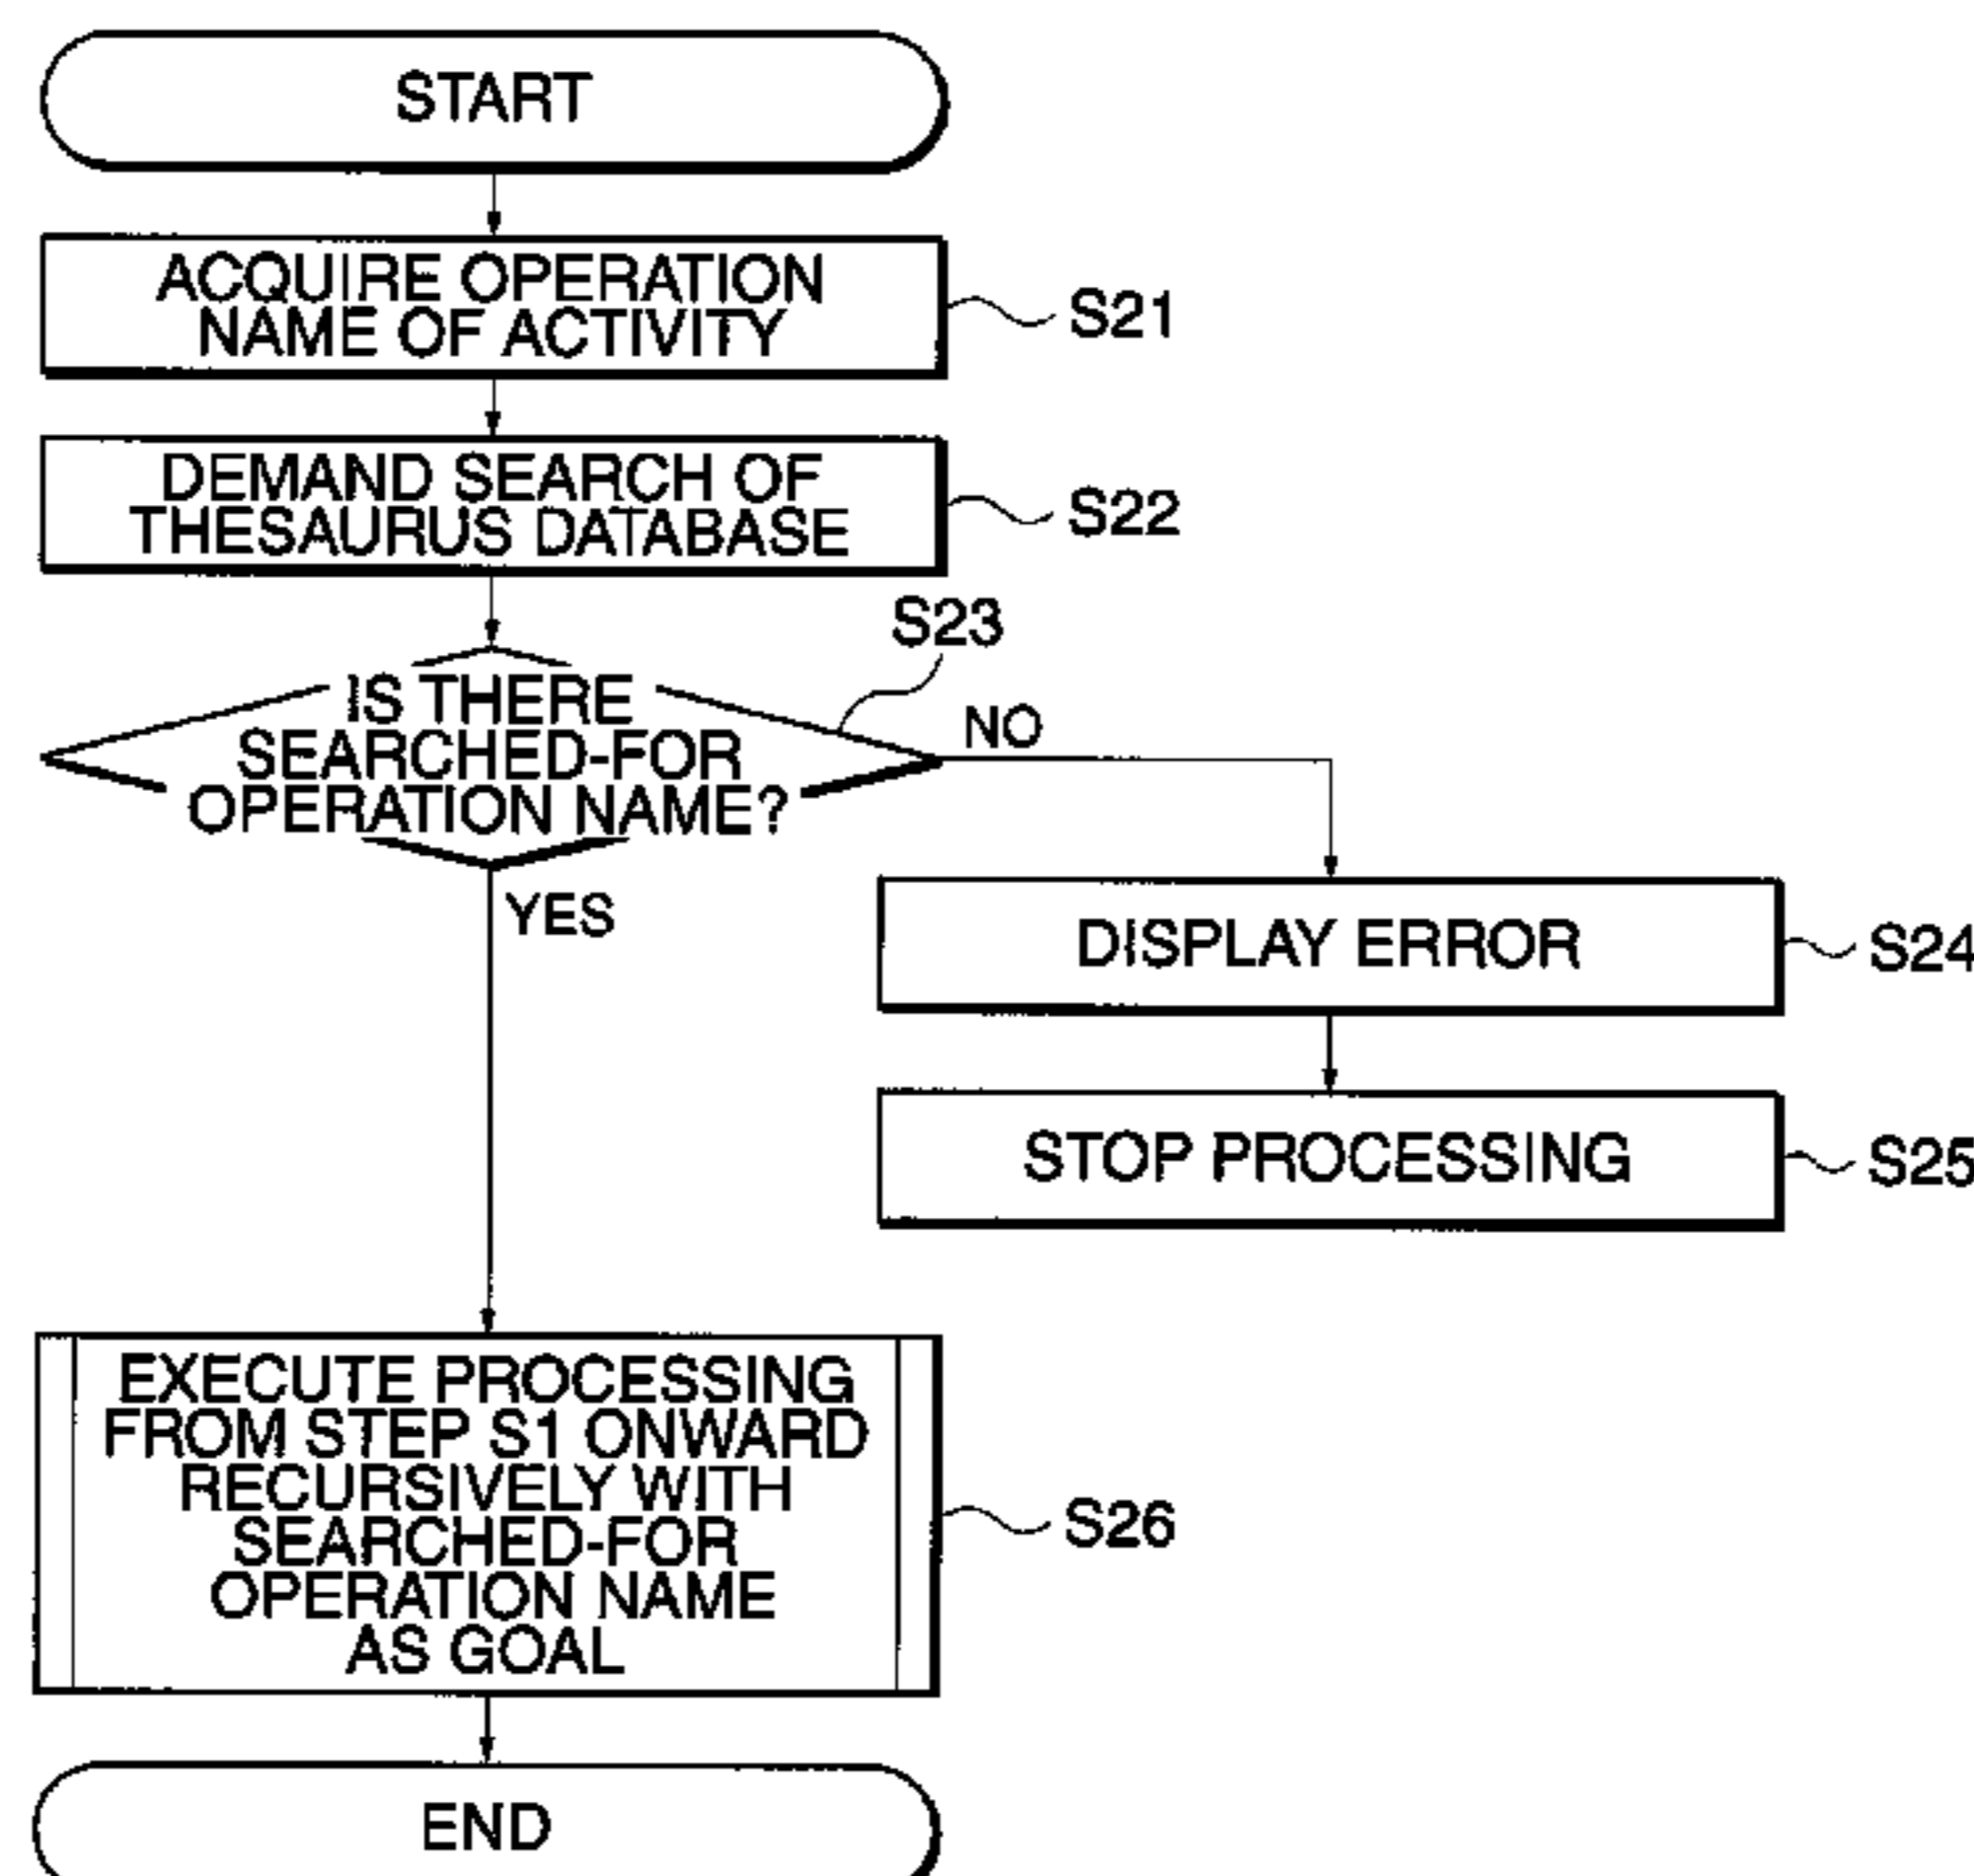 START
ACQUIRE OPERATION
NAME OF ACTIVITY
S21
DEMAND SEARCH OF
THESAURUS DATABASE
S22
S23
IS THERE
SEARCHED-FOR
OPERATION NAME?
NO
YES
DISPLAY ERROR
S24
STOP PROCESSING
S25
EXECUTE PROCESSING
FROM STEP S1 ONWARD
RECURSIVELY WITH
SEARCHED-FOR
OPERATION NAME
AS GOAL
S26
END